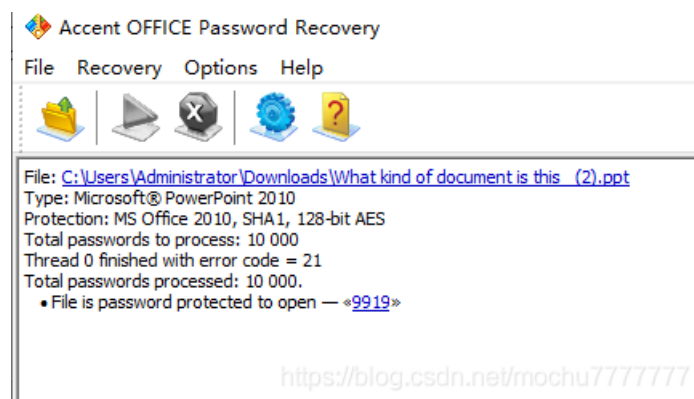 Accent OFFICE Password Recovery
File Recovery Options Help
File: C:\Users\Administrator\Downloads\What kind of document is this _(2).ppt
Type: Microsoft® PowerPoint 2010
Protection: MS Office 2010, SHA1, 128-bit AES
Total passwords to process: 10 000
Thread 0 finished with error code = 21
Total passwords processed: 10 000.
• File is password protected to open — «9919»
https://blog.csdn.net/mochu7777777